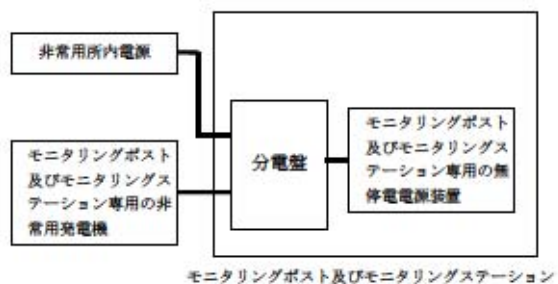 非常用所内電源
モニタリングポスト
及びモニタリングス
テーション専用の非
常用発電機
分電盤
モニタリングポスト
及びモニタリングス
テーション専用の無
停電電源装置
モニタリングポスト及びモニタリングステーション